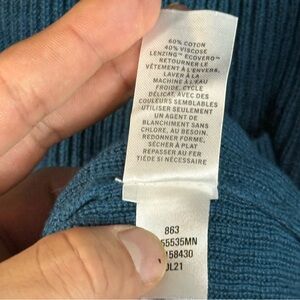 60% COTON
40% VISCOSE
LENZING™ ECOVERO™
RETOURNER LE
VÊTEMENT À L'ENVERS,
LAVER À LA
MACHINE À L'EAU
FROIDE, CYCLE
DÉLICAT, AVEC DES
COULEURS SEMBLABLES
UTILISER SEULEMENT
UN AGENT DE
BLANCHIMENT SANS
CHLORE, AU BESOIN.
REDONNER FORME,
SÉCHER À PLAT
REPASSER AU FER
TIÈDE SI NÉCESSAIRE
863
55535MN
158430
0L21